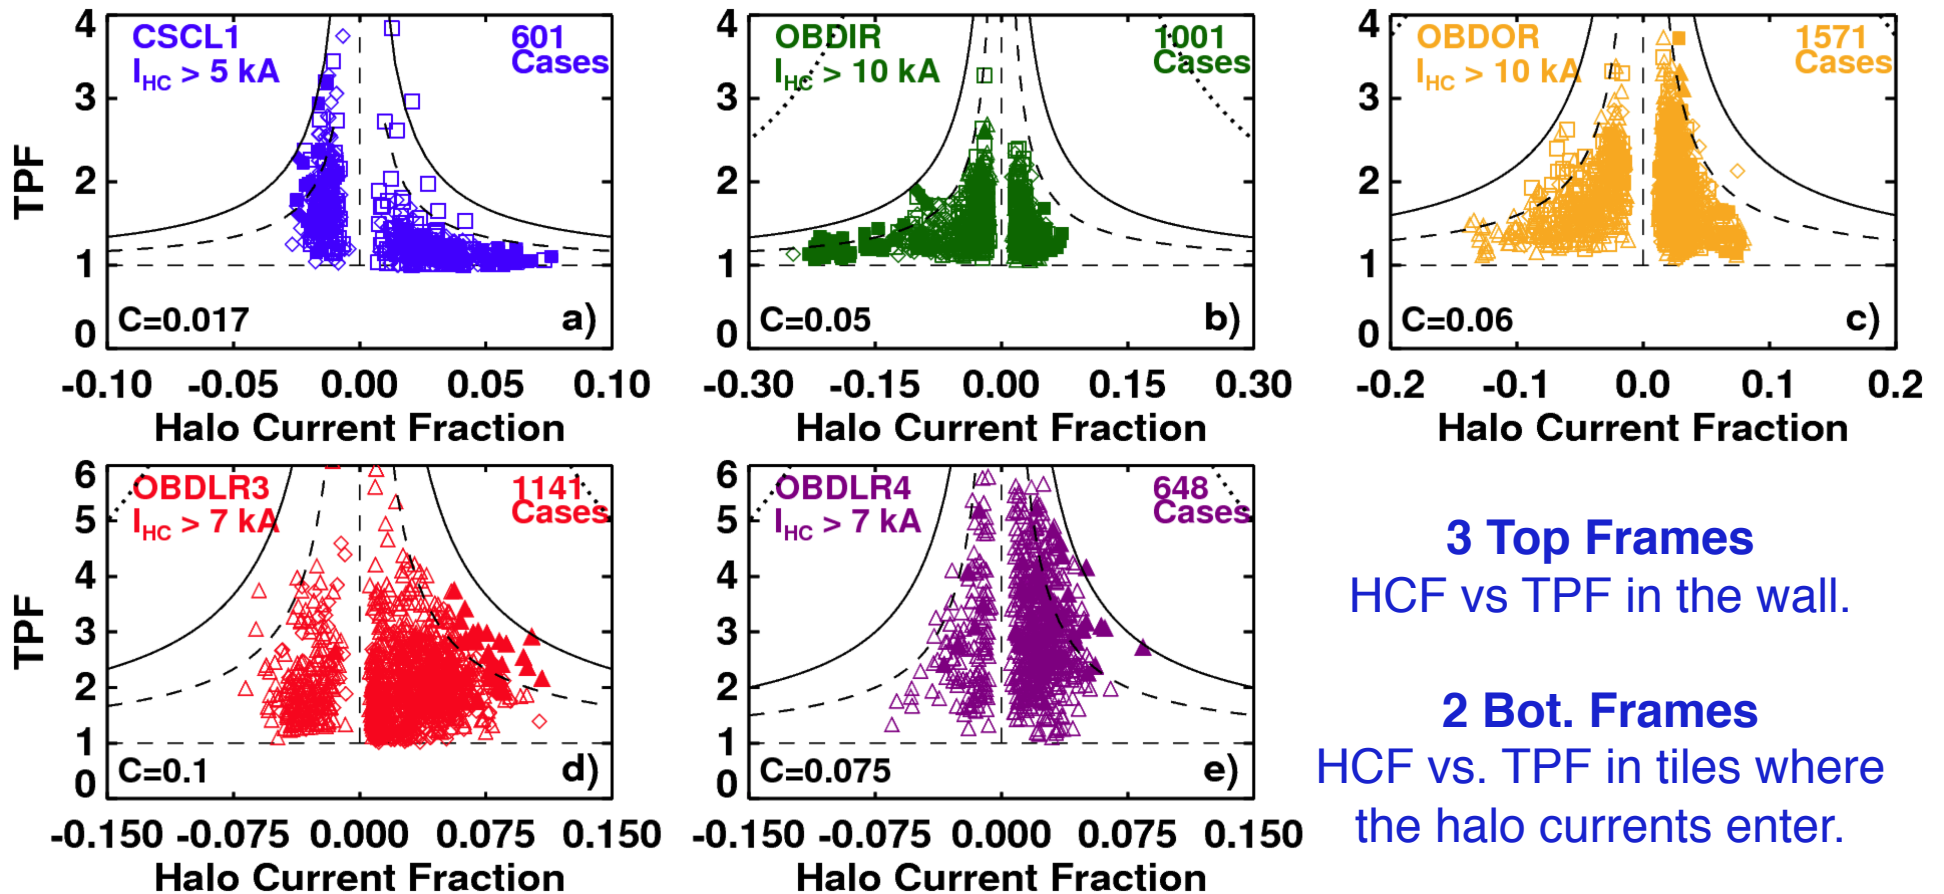 4
3
2
1
0
TPF
CSCL1
I_HC > 5 kA
601
Cases
C=0.017
a)
-0.10 -0.05 0.00 0.05 0.10
Halo Current Fraction
4
3
2
1
0
OBDIR
I_HC > 10 kA
1001
Cases
C=0.05
b)
-0.30 -0.15 0.00 0.15 0.30
Halo Current Fraction
4
3
2
1
0
OBDOR
I_HC > 10 kA
1571
Cases
C=0.06
c)
-0.2 -0.1 0.0 0.1 0.2
Halo Current Fraction
6
5
4
3
2
1
0
TPF
OBDLR3
I_HC > 7 kA
1141
Cases
C=0.1
d)
-0.150 -0.075 0.000 0.075 0.150
Halo Current Fraction
6
5
4
3
2
1
0
OBDLR4
I_HC > 7 kA
648
Cases
C=0.075
e)
-0.150 -0.075 0.000 0.075 0.150
Halo Current Fraction
3 Top Frames
HCF vs TPF in the wall.
2 Bot. Frames
HCF vs. TPF in tiles where
the halo currents enter.